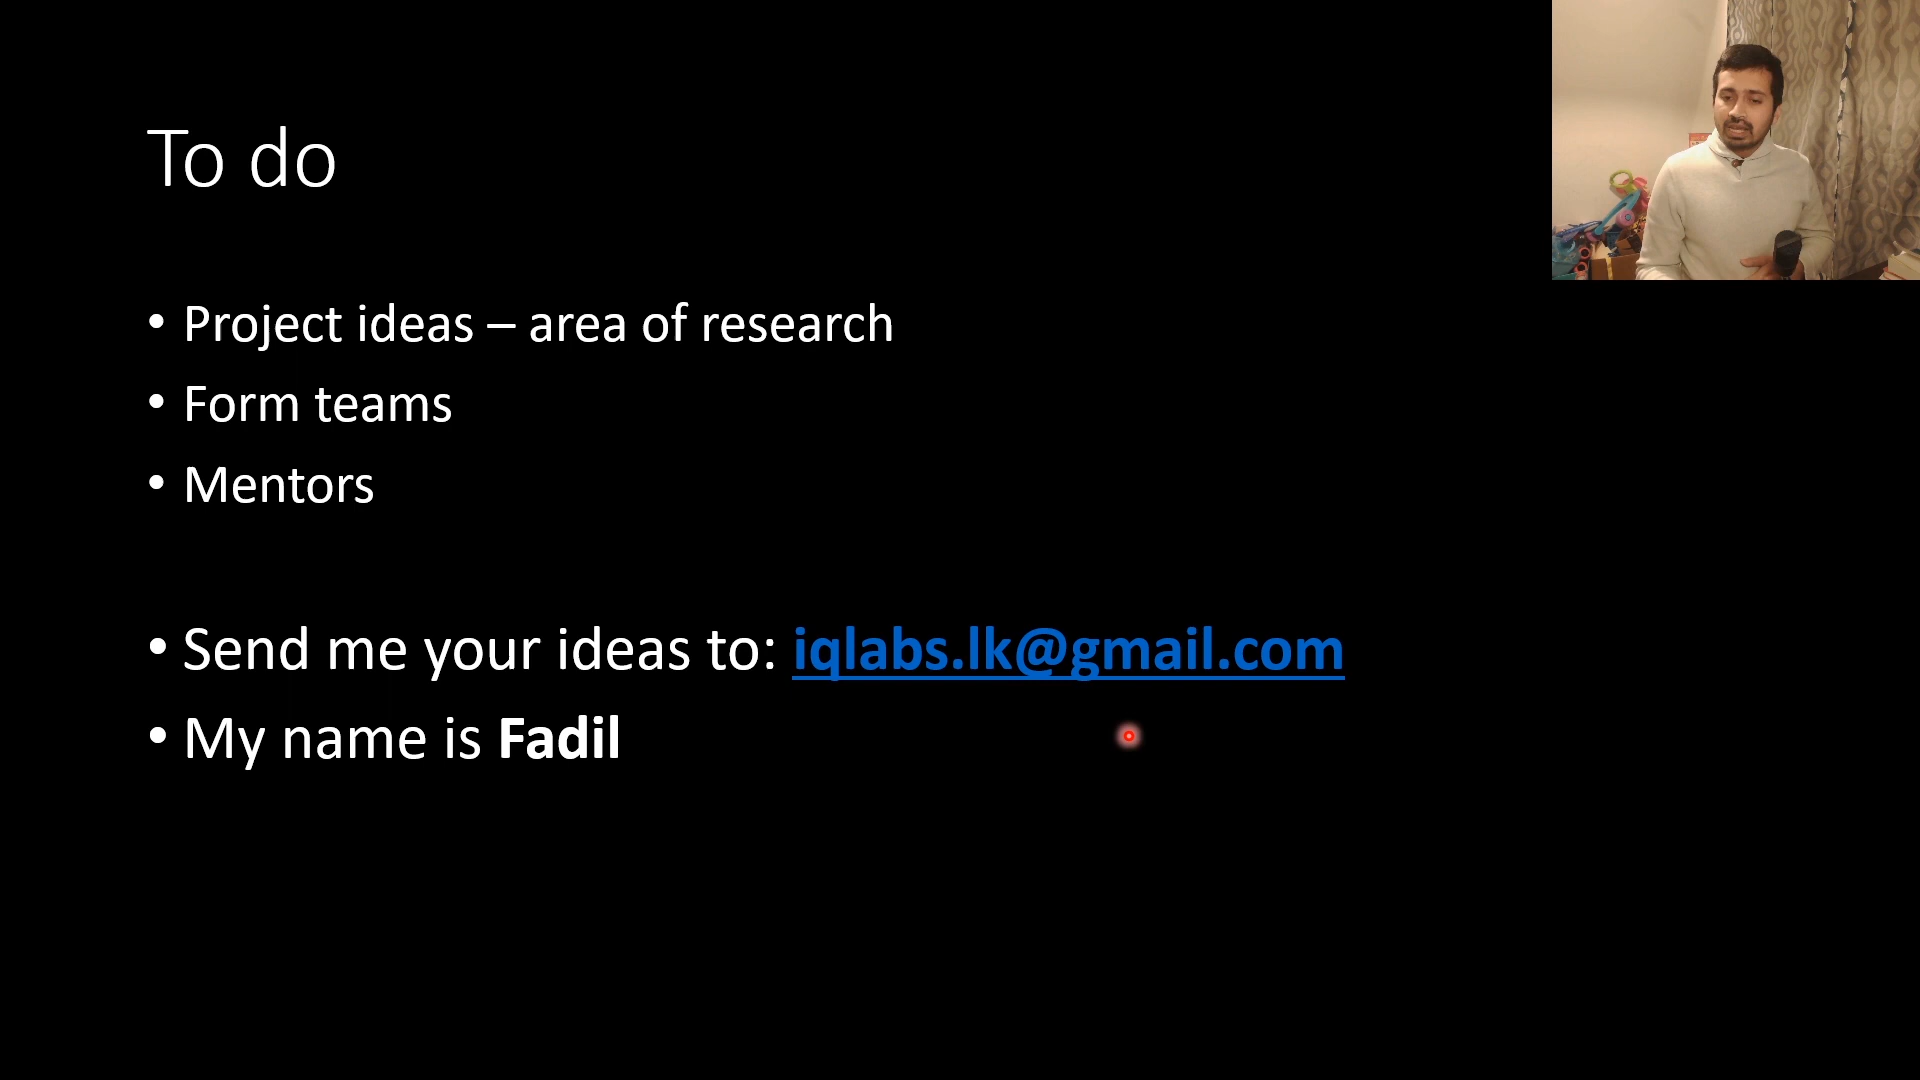 To do
• Project ideas – area of research
• Form teams
• Mentors
• Send me your ideas to: iqlabs.lk@gmail.com
• My name is Fadil